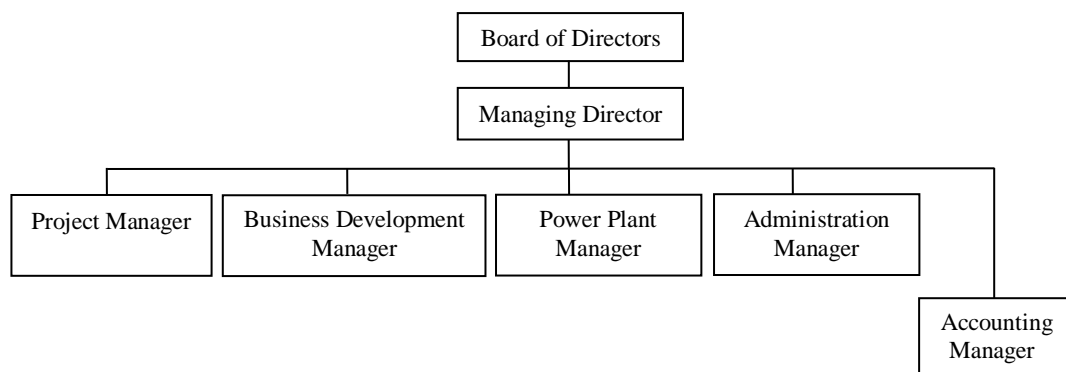 Board of Directors
Managing Director
Project Manager
Business Development
Manager
Power Plant
Manager
Administration
Manager
Accounting
Manager